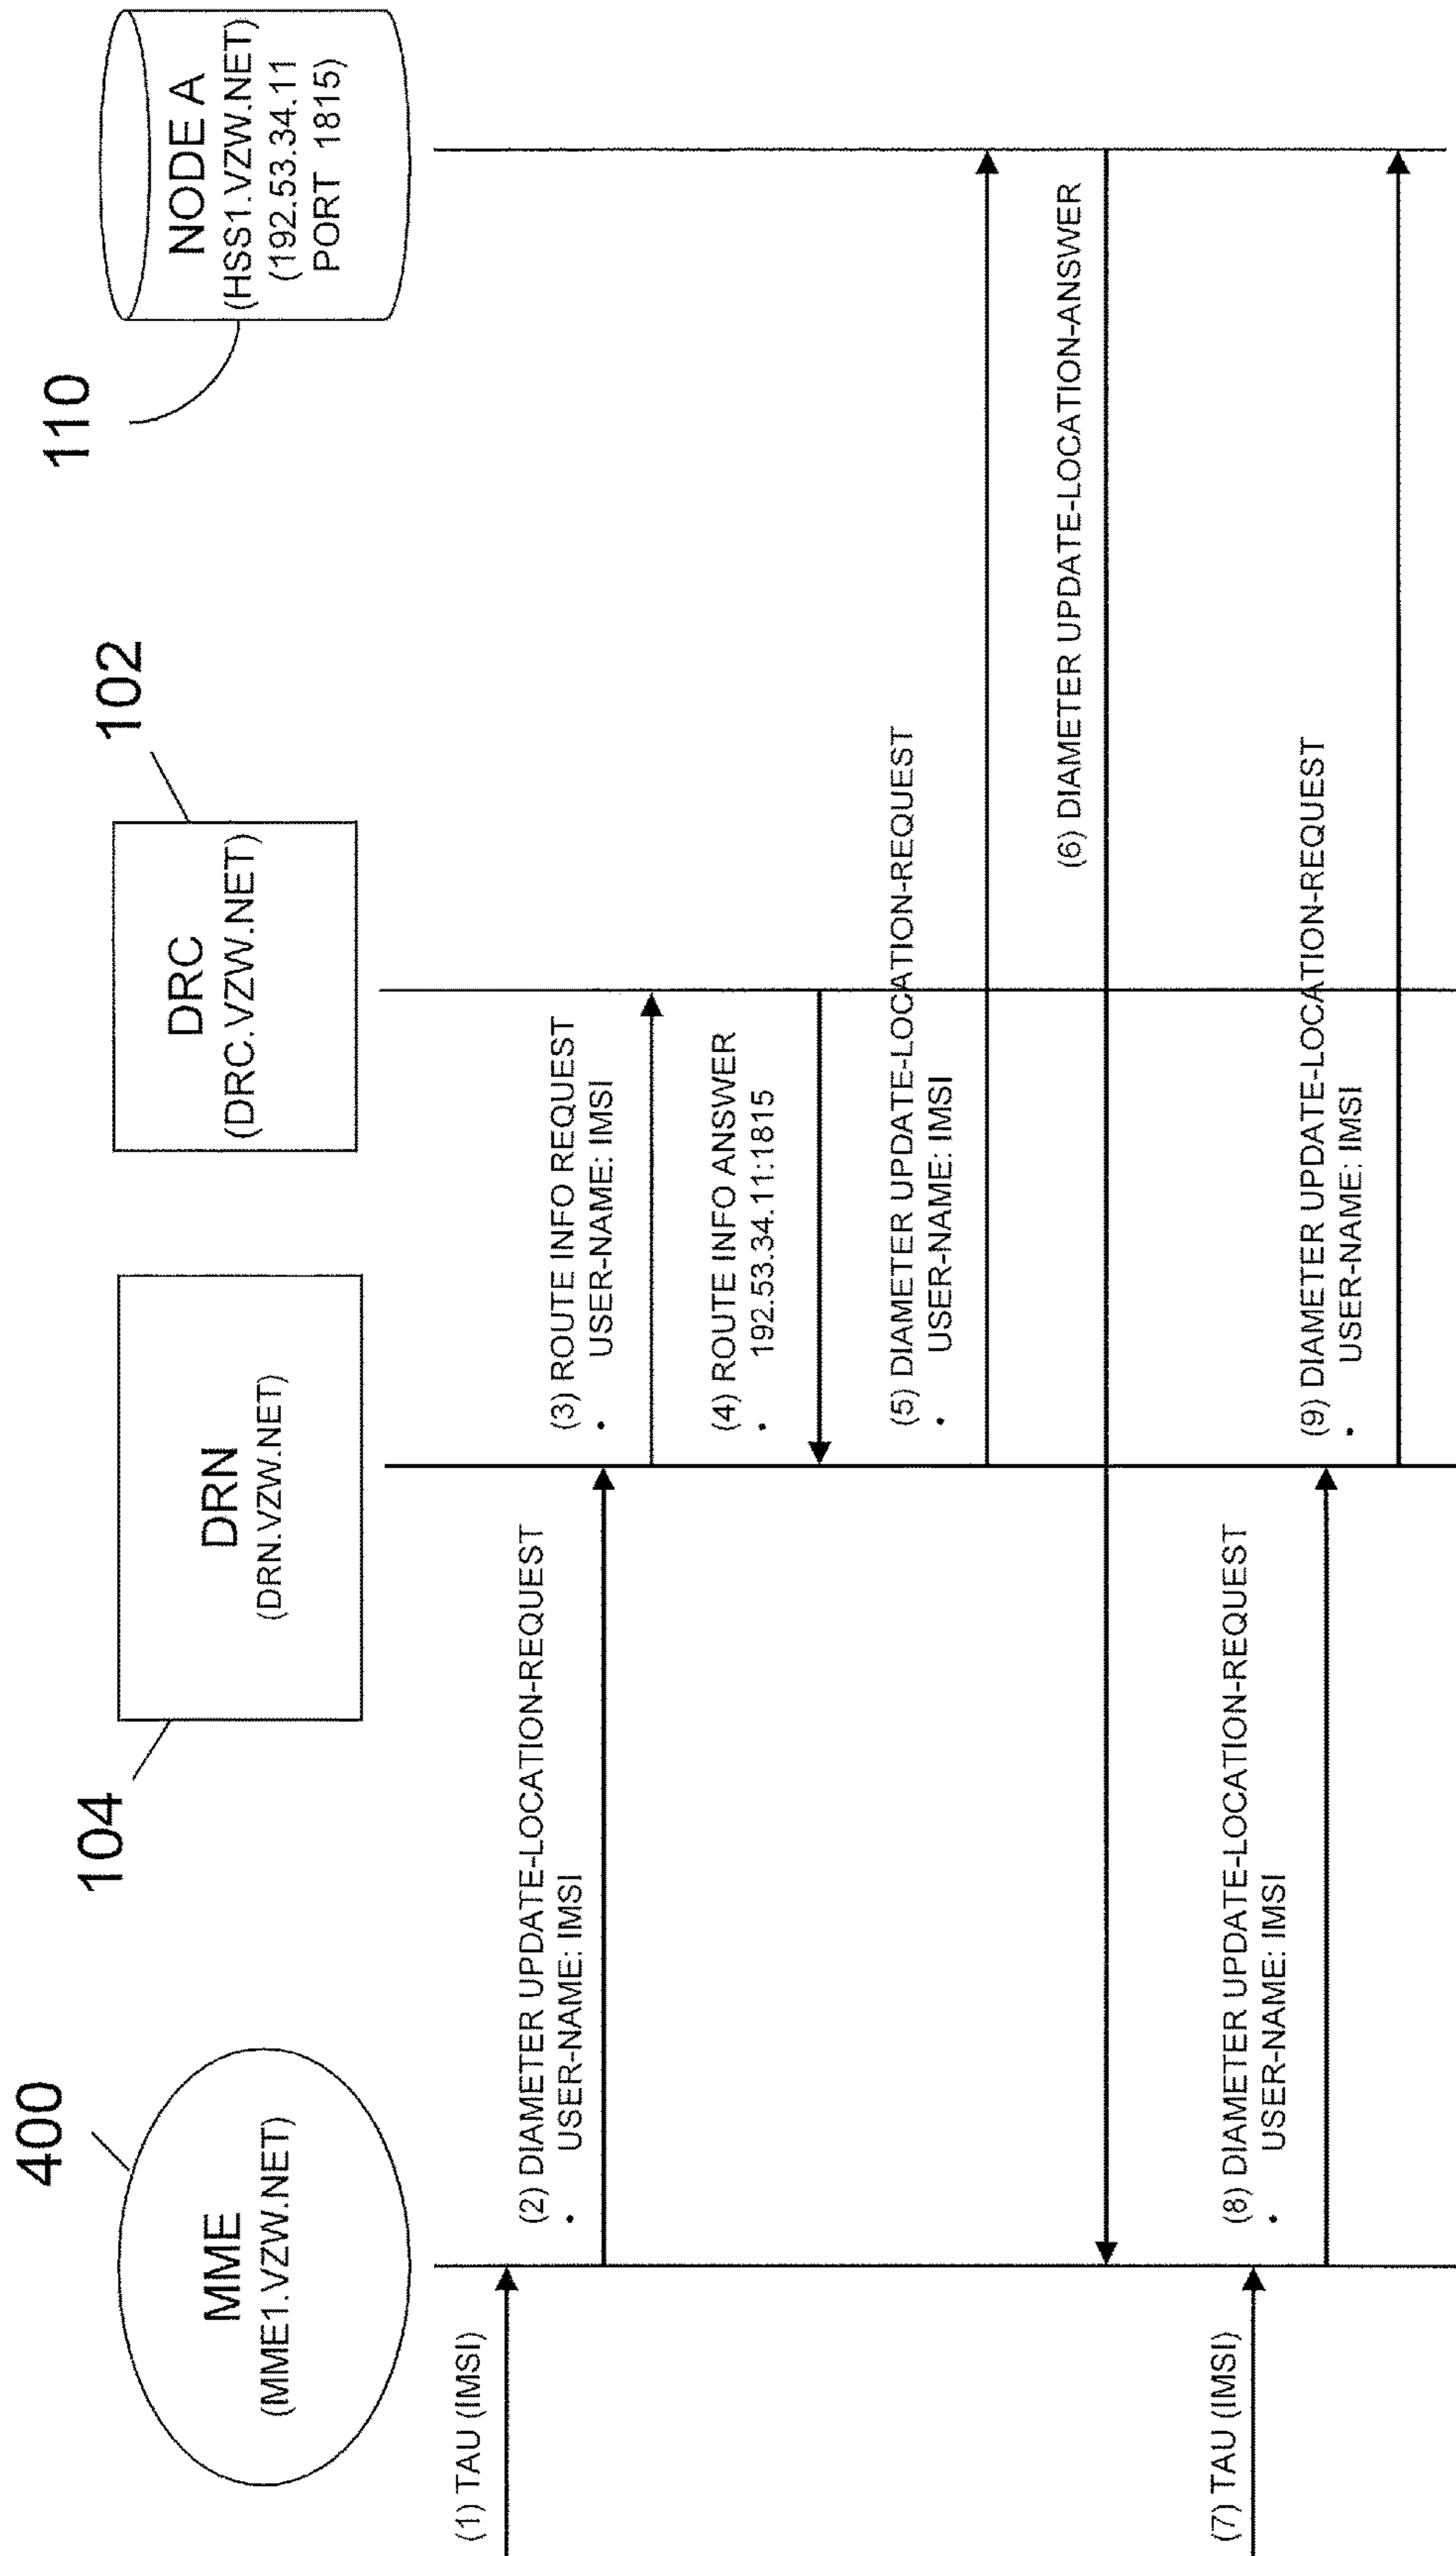 400
MME
(MME1.VZW.NET)
104
DRN
(DRN.VZW.NET)
102
DRC
(DRC.VZW.NET)
110
NODE A
(HSS1.VZW.NET)
(192.53.34.11
PORT 1815)
(1) TAU (IMSI)
(2) DIAMETER UPDATE-LOCATION-REQUEST
• USER-NAME: IMSI
(3) ROUTE INFO REQUEST
• USER-NAME: IMSI
(4) ROUTE INFO ANSWER
• 192.53.34.11:1815
(5) DIAMETER UPDATE-LOCATION-REQUEST
• USER-NAME: IMSI
(6) DIAMETER UPDATE-LOCATION-ANSWER
(7) TAU (IMSI)
(8) DIAMETER UPDATE-LOCATION-REQUEST
• USER-NAME: IMSI
(9) DIAMETER UPDATE-LOCATION-REQUEST
• USER-NAME: IMSI